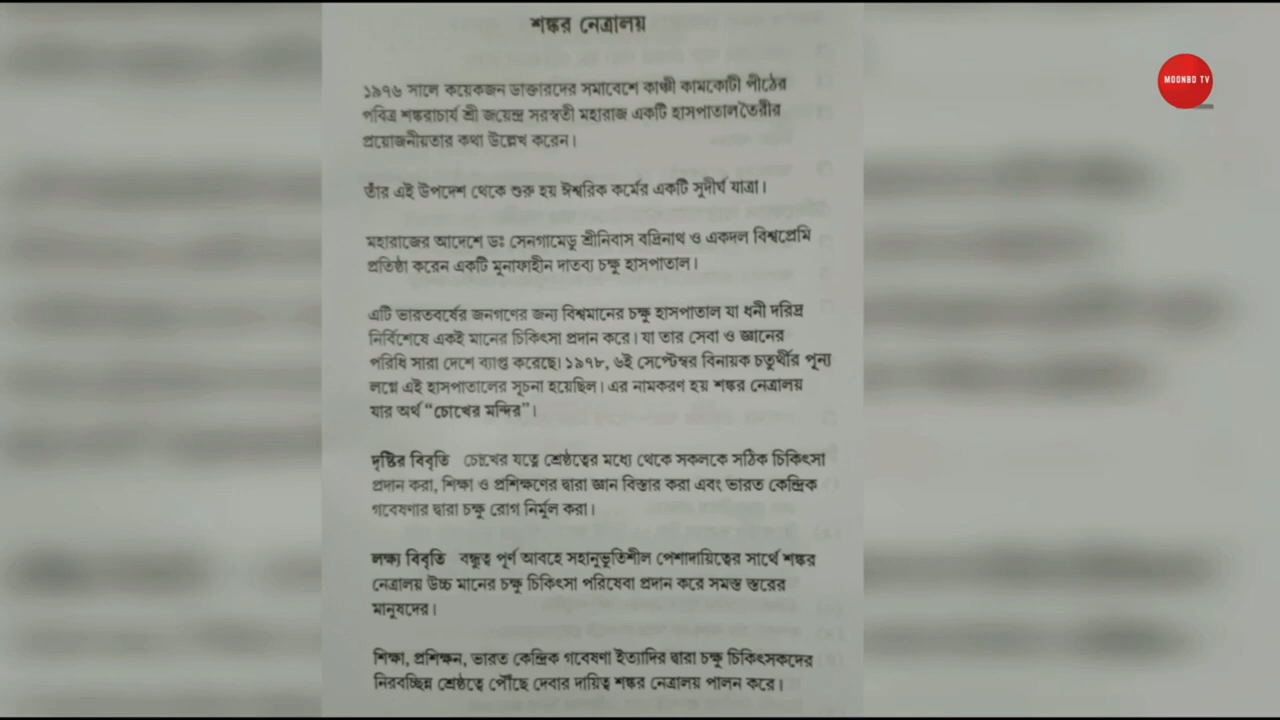 শঙ্কর নেত্রালয়
MOONBD TV
১৯৭৬ সালে কয়েকজন ডাক্তারদের সমাবেশে কাঞ্চী কামকোটী পীঠের
পবিত্র শঙ্করাচার্য শ্রী জয়েন্দ্র সরস্বতী মহারাজ একটি হাসপাতাল তৈরীর
প্রয়োজনীয়তার কথা উল্লেখ করেন।
তাঁর এই উপদেশ থেকে শুরু হয় ঈশ্বরিক কর্মের একটি সুদীর্ঘ যাত্রা।
মহারাজের আদেশে ডঃ সেনগামেডু শ্রীনিবাস বদ্রিনাথ ও একদল বিশ্বপ্রেমি
প্রতিষ্ঠা করেন একটি মুনাফাহীন দাতব্য চক্ষু হাসপাতাল।
এটি ভারতবর্ষের জনগণের জন্য বিশ্বমানের চক্ষু হাসপাতাল যা ধনী দরিদ্র
নির্বিশেষে একই মানের চিকিৎসা প্রদান করে। যা তার সেবা ও জ্ঞানের
পরিধি সারা দেশে ব্যাপ্ত করেছে। ১৯৭৮, ৬ই সেপ্টেম্বর বিনায়ক চতুর্থীর পূন্য
লগ্নে এই হাসপাতালের সূচনা হয়েছিল। এর নামকরণ হয় শঙ্কর নেত্রালয়
যার অর্থ “চোখের মন্দির”।
দৃষ্টির বিবৃতি চোখের যত্নে শ্রেষ্ঠত্বের মধ্যে থেকে সকলকে সঠিক চিকিৎসা
প্রদান করা, শিক্ষা ও প্রশিক্ষণের দ্বারা জ্ঞান বিস্তার করা এবং ভারত কেন্দ্রিক
গবেষণার দ্বারা চক্ষু রোগ নির্মূল করা।
লক্ষ্য বিবৃতি বন্ধুত্ব পূর্ণ আবহে সহানুভূতিশীল পেশাদায়িত্বের সার্থে শঙ্কর
নেত্রালয় উচ্চ মানের চক্ষু চিকিৎসা পরিষেবা প্রদান করে সমস্ত স্তরের
মানুষদের।
শিক্ষা, প্রশিক্ষন, ভারত কেন্দ্রিক গবেষণা ইত্যাদির দ্বারা চক্ষু চিকিৎসকদের
নিরবচ্ছিন্ন শ্রেষ্ঠত্বে পৌঁছে দেবার দায়িত্ব শঙ্কর নেত্রালয় পালন করে।